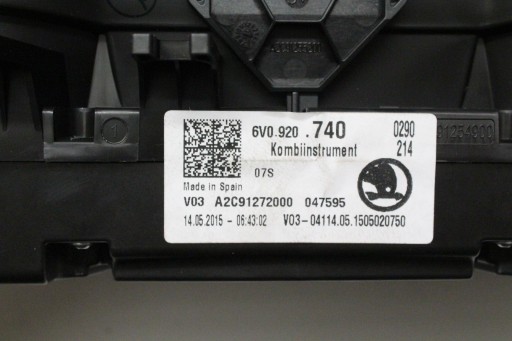 6V0.920 .740 0290
Kombiinstrument 214
07S
Made in Spain
V03 A2C91272000 047595
14.05.2015 - 06:43:02 V03-04114.05.1505020750